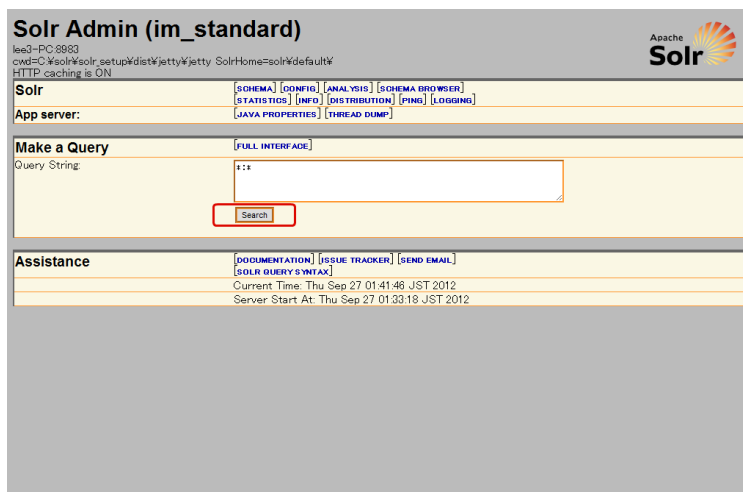 Solr Admin (im_standard)
lee3-PC:8983
cwd=C:¥solr¥solr_setup¥dist¥jetty¥jetty SolrHome=solr¥default¥
HTTP caching is ON
Apache
Solr
Solr
[SCHEMA] [CONFIG] [ANALYSIS] [SCHEMA BROWSER]
[STATISTICS] [INFO] [DISTRIBUTION] [PING] [LOGGING]
App server:
[JAVA PROPERTIES] [THREAD DUMP]
Make a Query
[FULL INTERFACE]
Query String:
*:*
Search
Assistance
[DOCUMENTATION] [ISSUE TRACKER] [SEND EMAIL]
[SOLR QUERY SYNTAX]
Current Time: Thu Sep 27 01:41:46 JST 2012
Server Start At: Thu Sep 27 01:33:18 JST 2012